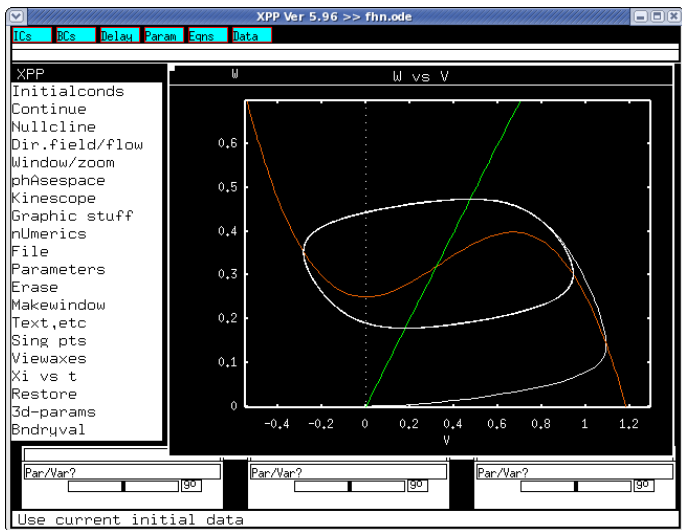 XPP Ver 5.96 >> fhn.ode
ICs BCs Delay Param Eqns Data
XPP
Initialconds
Continue
Nullcline
Dir.field/flow
Window/zoom
phAsespace
Kinescope
Graphic stuff
nUmerics
File
Parameters
Erase
Makewindow
Text,etc
Sing pts
Viewaxes
Xi vs t
Restore
3d-params
Bndryval
W
W vs V
0.6
0.5
0.4
0.3
0.2
0.1
0
-0.4 -0.2 0 0.2 0.4 0.6 0.8 1 1.2
V
Par/Var? Par/Var? Par/Var?
go go go
Use current initial data